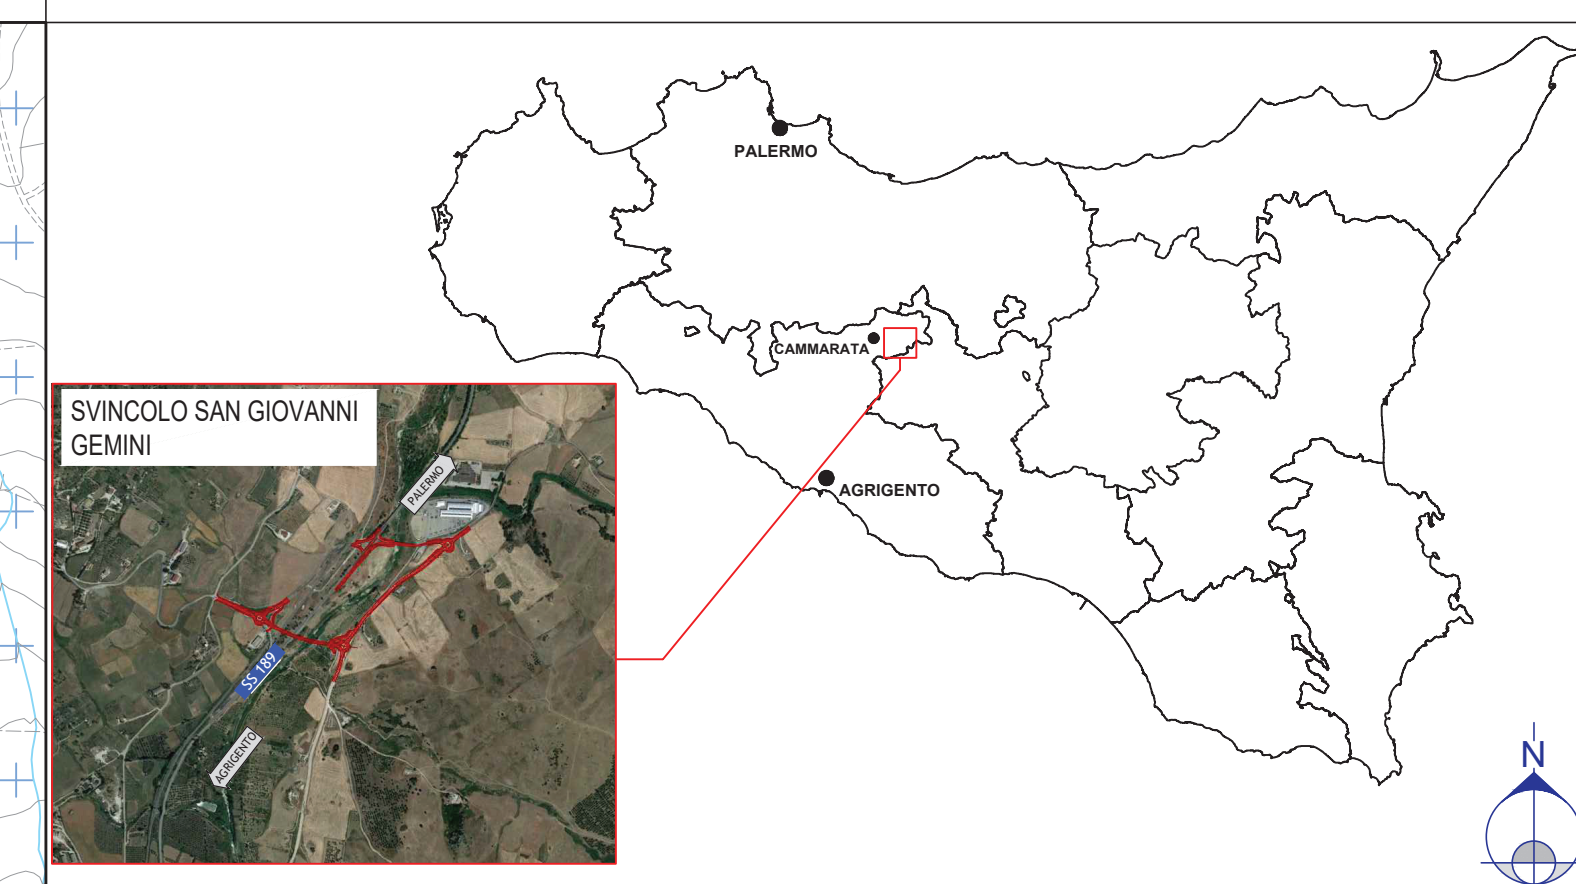 PALERMO
CAMMARATA
SVINCOLO SAN GIOVANNI
GEMINI
PALERMO
AGRIGENTO
SS 189
AGRIGENTO
N